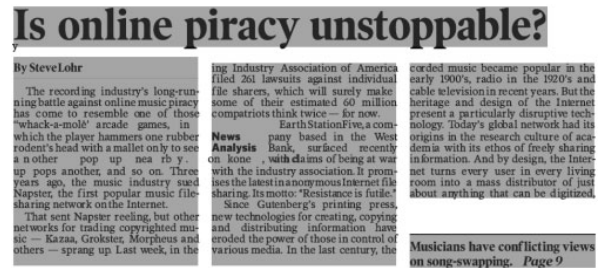 Is online piracy unstoppable?
y
By Steve Lohr
The recording industry's long-run-
ning battle against online music piracy
has come to resemble one of those
"whack-a-mole' arcade games, in
which the player hammers one rubber
rodent's head with a mallet only to see
another pop up nearby.
up pops another, and so on. Three
years ago, the music industry sued
Napster, the first popular music file-
sharing network on the Internet.
That sent Napster reeling, but other
networks for trading copyrighted mu-
sic — Kazaa, Grokster, Morpheus and
others — sprang up. Last week, in the
ing Industry Association of America
filed 261 lawsuits against individual
file sharers, which will surely make
some of their estimated 60 million
compatriots think twice — for now.
Earth Station Five, a com-
News pany based in the West
Analysis Bank, surfaced recently
on kone , with claims of being at war
with the industry association. It prom-
ises the latest in anonymous Internet file
sharing. Its motto: "Resistance is futile."
Since Gutenberg's printing press,
new technologies for creating, copying
and distributing information have
eroded the power of those in control of
various media. In the last century, the
corded music became popular in the
early 1900's, radio in the 1920's and
cable television in recent years. But the
heritage and design of the Internet
present a particularly disruptive tech-
nology. Today's global network had its
origins in the research culture of aca-
demia with its ethos of freely sharing
information. And by design, the Inter-
net turns every user in every living
room into a mass distributor of just
about anything that can be digitized,
Musicians have conflicting views
on song-swapping. Page 9